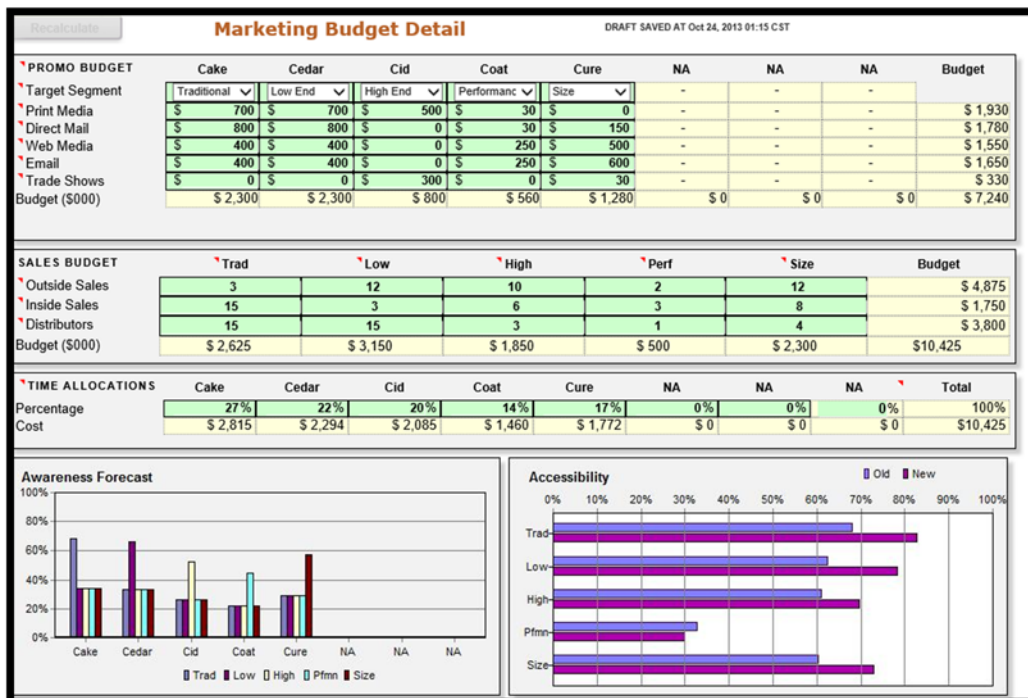 Recalculate
Marketing Budget Detail
DRAFT SAVED AT Oct 24, 2013 01:15 CST
PROMO BUDGET Cake Cedar Cid Coat Cure NA NA NA Budget
Target Segment Traditional Low End High End Performanc Size - - -
Print Media $ 700 $ 700 $ 500 $ 30 $ 0 - - - $ 1,930
Direct Mail $ 800 $ 800 $ 0 $ 30 $ 150 - - - $ 1,780
Web Media $ 400 $ 400 $ 0 $ 250 $ 500 - - - $ 1,550
Email $ 400 $ 400 $ 0 $ 250 $ 600 - - - $ 1,650
Trade Shows $ 0 $ 0 $ 300 $ 0 $ 30 - - - $ 330
Budget ($000) $ 2,300 $ 2,300 $ 800 $ 560 $ 1,280 $ 0 $ 0 $ 0 $ 7,240
SALES BUDGET Trad Low High Perf Size Budget
Outside Sales 3 12 10 2 12 $ 4,875
Inside Sales 15 3 6 3 8 $ 1,750
Distributors 15 15 3 1 4 $ 3,800
Budget ($000) $ 2,625 $ 3,150 $ 1,850 $ 500 $ 2,300 $10,425
TIME ALLOCATIONS Cake Cedar Cid Coat Cure NA NA NA Total
Percentage 27% 22% 20% 14% 17% 0% 0% 0% 100%
Cost $ 2,815 $ 2,294 $ 2,085 $ 1,460 $ 1,772 $ 0 $ 0 $ 0 $10,425
Awareness Forecast
100%
80%
60%
40%
20%
0%
Cake Cedar Cid Coat Cure NA NA NA
Trad Low High Pfmn Size
Accessibility
Old New
0% 10% 20% 30% 40% 50% 60% 70% 80% 90% 100%
Trad
Low
High
Pfmn
Size